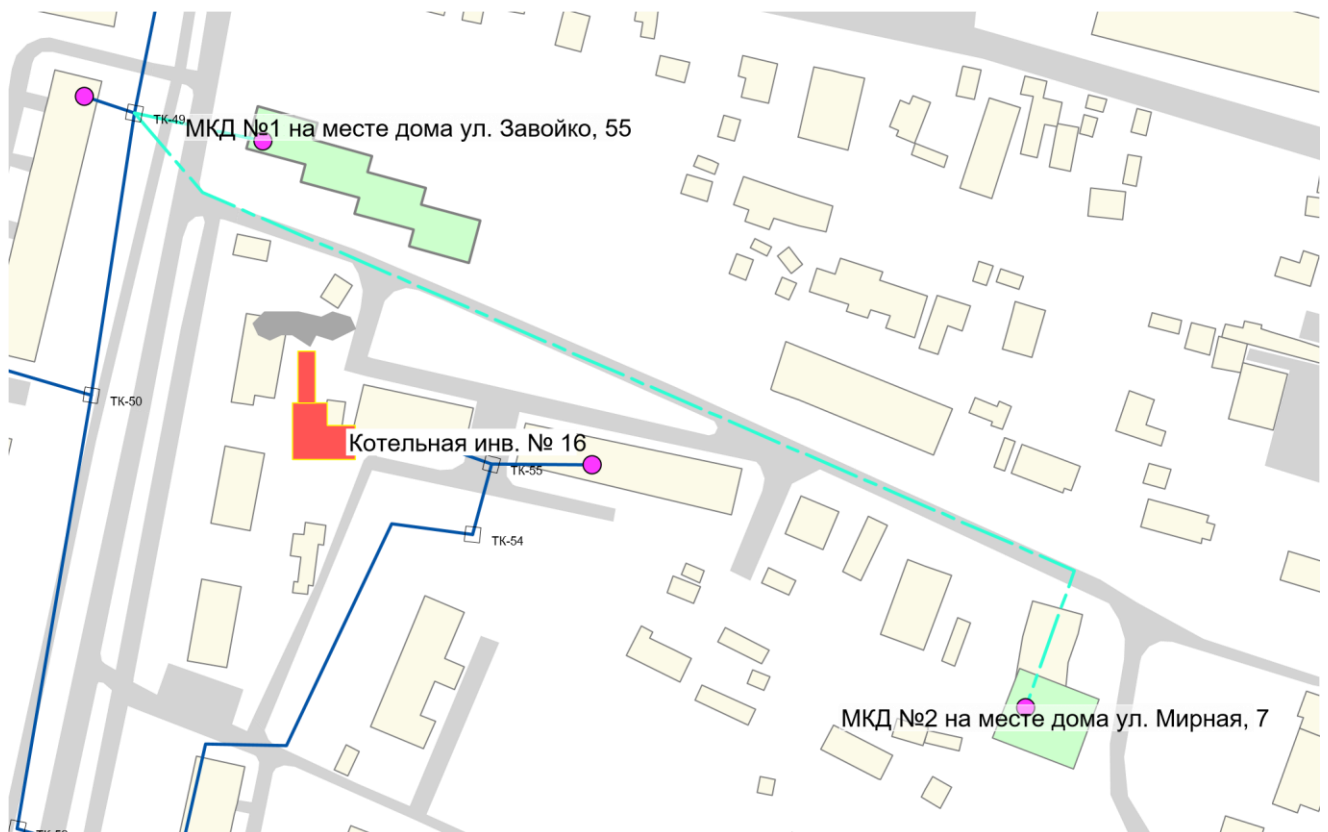 ТК-49
МКД №1 на месте дома ул. Завойко, 55
ТК-50
Котельная инв. № 16
ТК-55
ТК-54
МКД №2 на месте дома ул. Мирная, 7